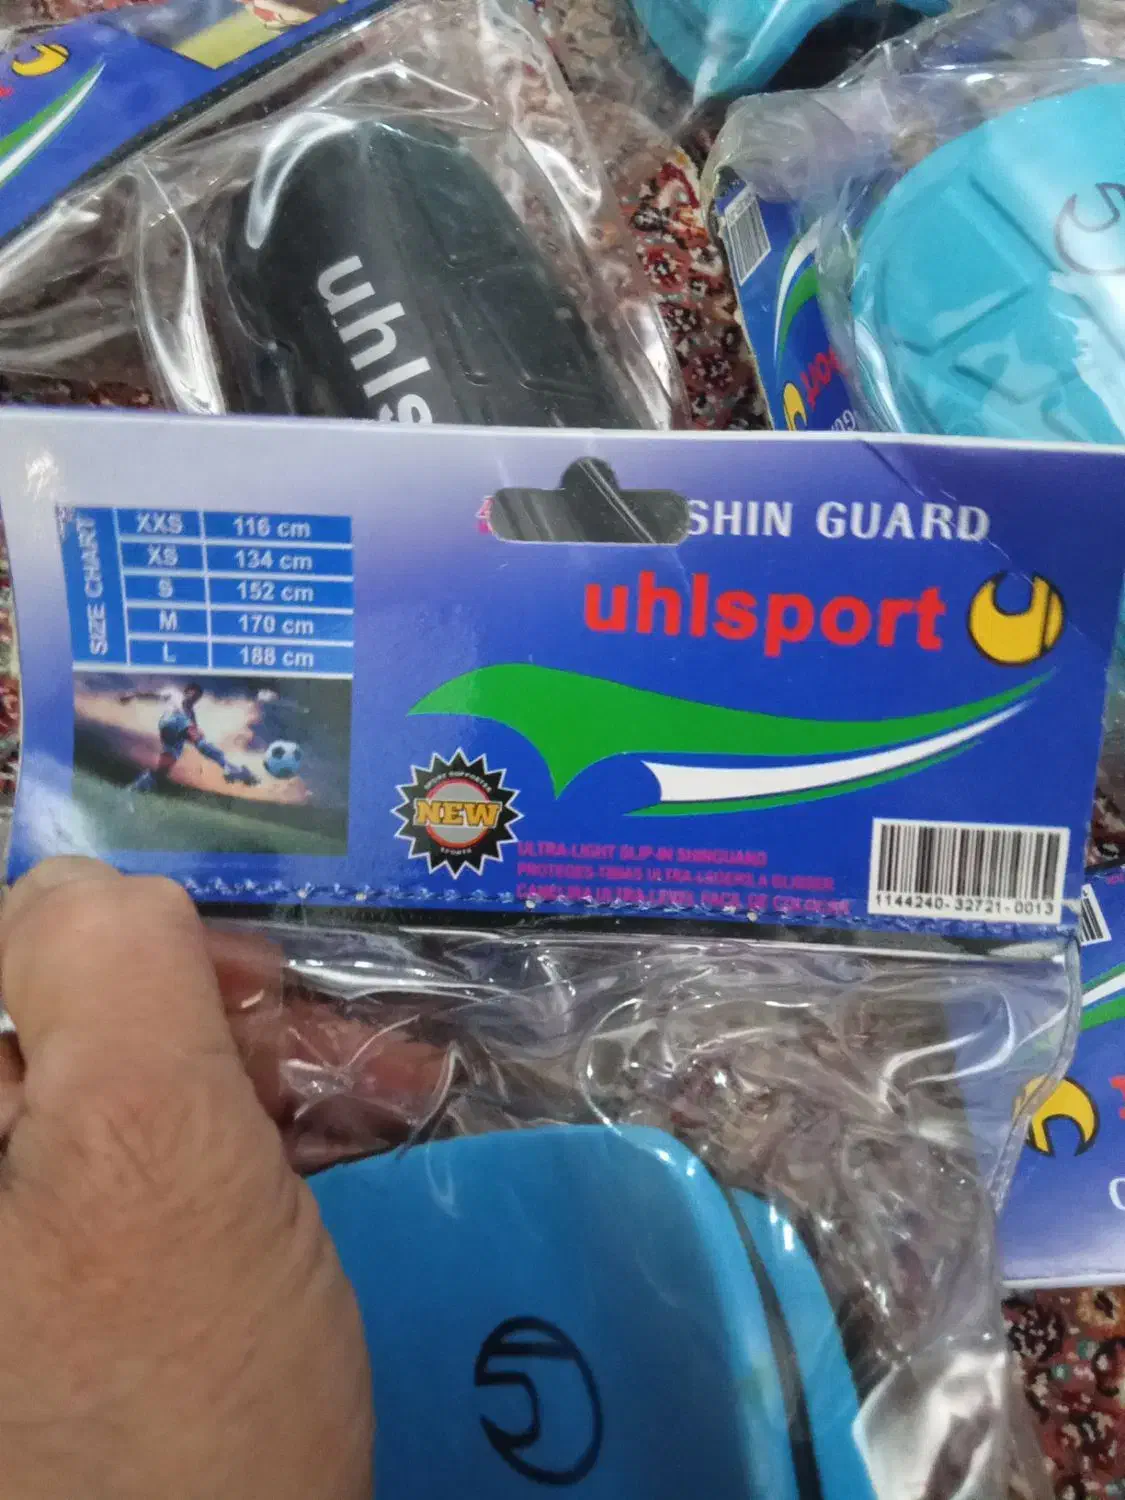 uhls
SIZE CHART
XXS 116 cm
XS 134 cm
S 152 cm
M 170 cm
L 188 cm
SHIN GUARD
uhlsport
NEW
SPORTS
ULTRA-LIGHT SLIP-IN SHINGUARD
1144240-32721-0013